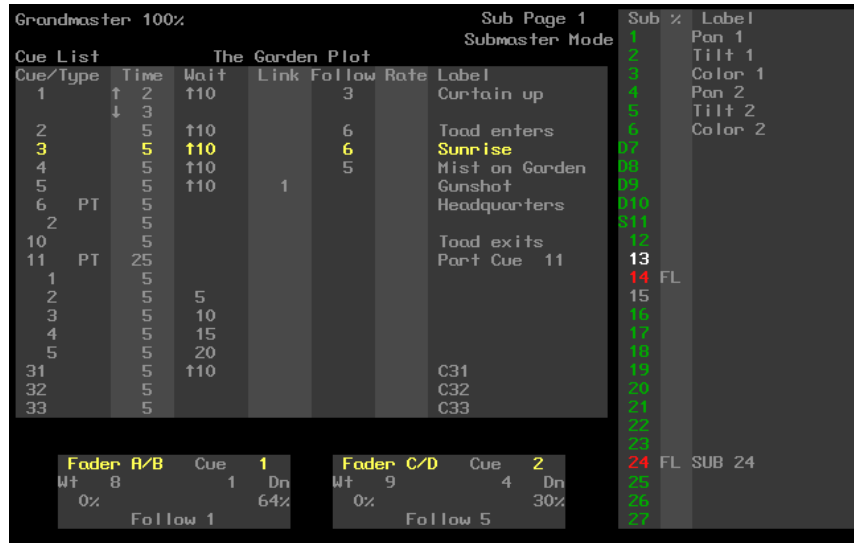 Grandmaster 100% Sub Page 1 Sub % Label
Submaster Mode 1 Pan 1
Cue List The Garden Plot 2 Tilt 1
Cue/Type Time Wait Link Follow Rate Label 3 Color 1
1 ↑ 2 ↑10 3 Curtain up 4 Pan 2
↓ 3 5 Tilt 2
2 5 ↑10 6 Toad enters 6 Color 2
3 5 ↑10 6 Sunrise D7
4 5 ↑10 5 Mist on Garden D8
5 5 ↑10 1 Gunshot D9
6 PT 5 Headquarters D10
2 5 S11
10 5 Toad exits 12
11 PT 25 Part Cue 11 13
1 5 14 FL
2 5 5 15
3 5 10 16
4 5 15 17
5 5 20 18
31 5 ↑10 C31 19
32 5 C32 20
33 5 C33 21
22
23
Fader A/B Cue 1 Fader C/D Cue 2 24 FL SUB 24
Wt 8 1 Dn Wt 9 4 Dn 25
0% 64% 0% 30% 26
Follow 1 Follow 5 27